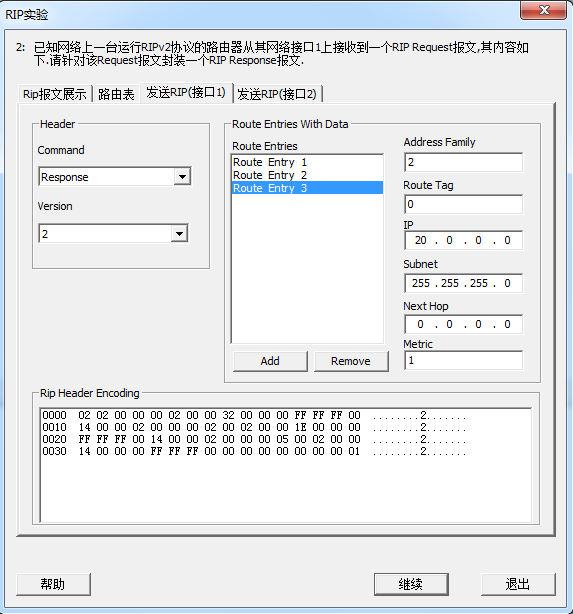 RIP实验
2: 已知网络上一台运行RIPv2协议的路由器从其网络接口1上接收到一个RIP Request报文,其内容如
下.请针对该Request报文封装一个RIP Response报文.
Rip报文展示 路由表 发送RIP(接口1) 发送RIP(接口2)
Header
Command
Response
Version
2
Route Entries With Data
Route Entries
Route Entry 1
Route Entry 2
Route Entry 3
Add Remove
Address Family
2
Route Tag
0
IP
20 . 0 . 0 . 0
Subnet
255 . 255 . 255 . 0
Next Hop
0 . 0 . 0 . 0
Metric
1
Rip Header Encoding
0000 02 02 00 00 00 02 00 00 32 00 00 00 FF FF FF 00 ........2.......
0010 14 00 00 02 00 00 00 02 00 02 00 00 1E 00 00 00 ........2.......
0020 FF FF FF 00 14 00 00 02 00 00 00 05 00 02 00 00 ........2.......
0030 14 00 00 00 FF FF FF 00 00 00 00 00 00 00 00 01 ........2.......
帮助 继续 退出